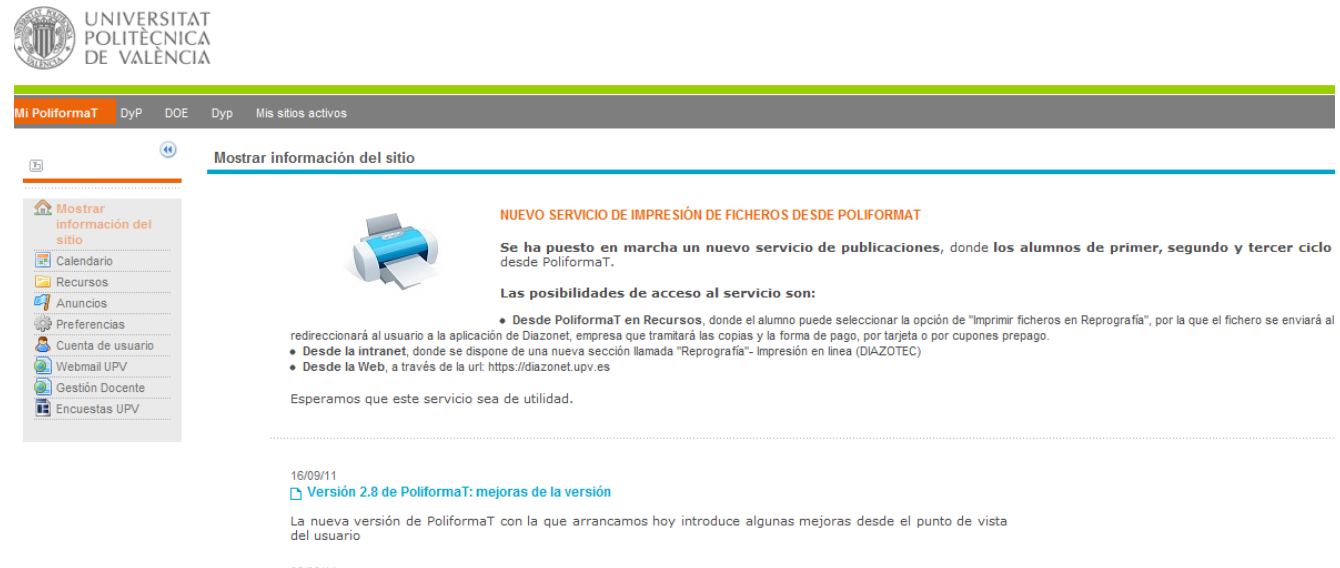 UNIVERSITAT
POLITÈCNICA
DE VALÈNCIA
Mi PoliformaT DyP DOE Dyp Mis sitios activos
Mostrar información del sitio
Mostrar
información del
sitio
Calendario
Recursos
Anuncios
Preferencias
Cuenta de usuario
Webmail UPV
Gestión Docente
Encuestas UPV
NUEVO SERVICIO DE IMPRESIÓN DE FICHEROS DESDE POLIFORMAT
Se ha puesto en marcha un nuevo servicio de publicaciones, donde los alumnos de primer, segundo y tercer ciclo
desde PoliformaT.
Las posibilidades de acceso al servicio son:
• Desde PoliformaT en Recursos, donde el alumno puede seleccionar la opción de "Imprimir ficheros en Reprografía", por la que el fichero se enviará al
redireccionará al usuario a la aplicación de Diazonet, empresa que tramitará las copias y la forma de pago, por tarjeta o por cupones prepago.
• Desde la intranet, donde se dispone de una nueva sección llamada "Reprografía"- Impresión en linea (DIAZOTEC)
• Desde la Web, a través de la url: https://diazonet.upv.es
Esperamos que este servicio sea de utilidad.
16/09/11
Versión 2.8 de PoliformaT: mejoras de la versión
La nueva versión de PoliformaT con la que arrancamos hoy introduce algunas mejoras desde el punto de vista
del usuario